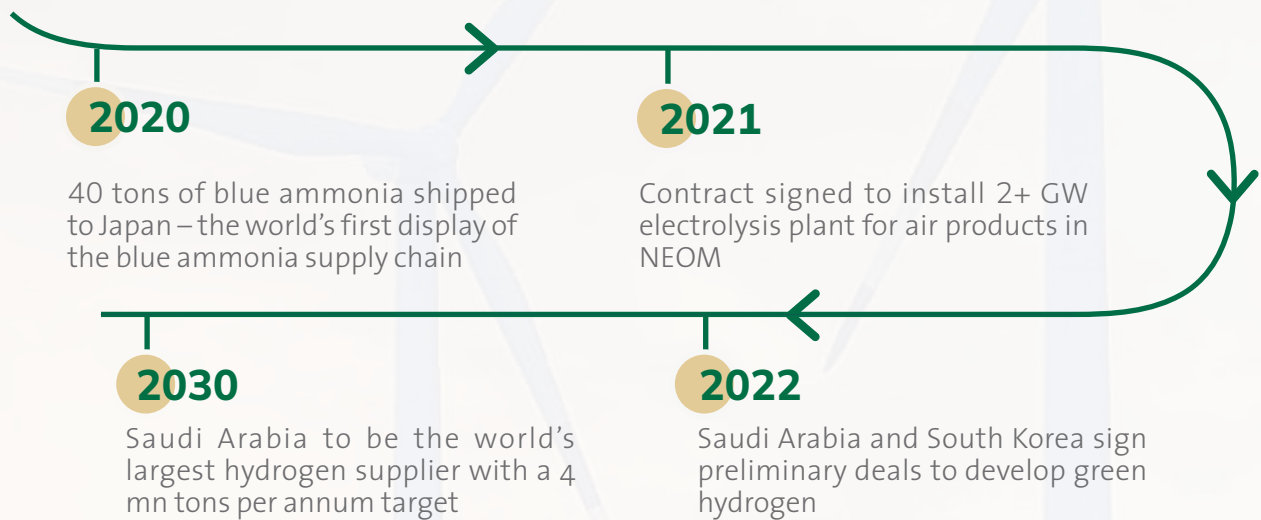 2020
40 tons of blue ammonia shipped
to Japan – the world’s first display of
the blue ammonia supply chain
2021
Contract signed to install 2+ GW
electrolysis plant for air products in
NEOM
2022
Saudi Arabia and South Korea sign
preliminary deals to develop green
hydrogen
2030
Saudi Arabia to be the world’s
largest hydrogen supplier with a 4
mn tons per annum target